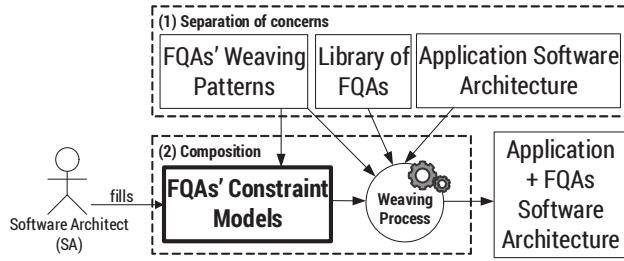 (1) Separation of concerns
FQAs' Weaving
Patterns
Library of
FQAs
Application Software
Architecture
(2) Composition
fills
Software Architect
(SA)
FQAs' Constraint
Models
Weaving
Process
Application
+ FQAs
Software
Architecture